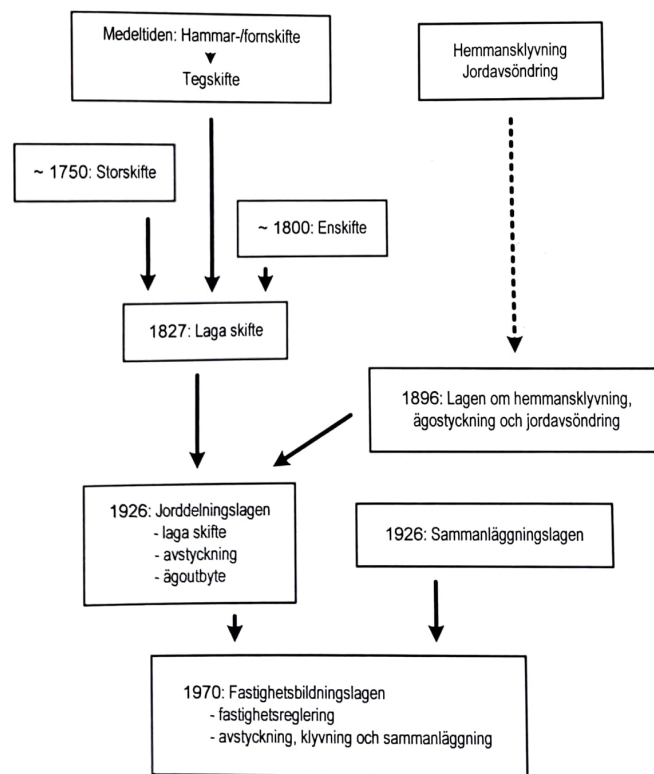 Medeltiden: Hammar-/fornskifte
Tegskifte
Hemmansklyvning
Jordavsöndring
~ 1750: Storskifte
~ 1800: Enskifte
1827: Laga skifte
1896: Lagen om hemmansklyvning,
ägostyckning och jordavsöndring
1926: Jorddelningslagen
- laga skifte
- avstyckning
- ägoutbyte
1926: Sammanläggningslagen
1970: Fastighetsbildningslagen
- fastighetsreglering
- avstyckning, klyvning och sammanläggning